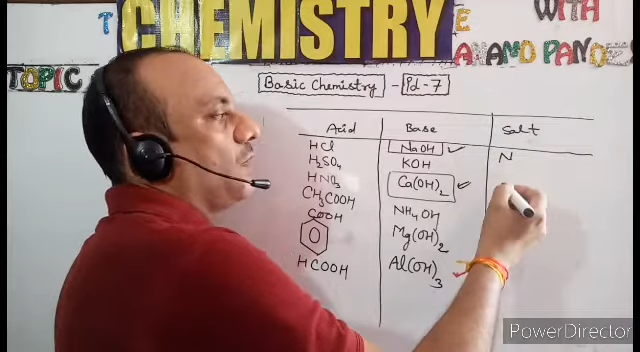 T CHEMISTRY E WITH
ANAND PANDE
TOPIC
Basic Chemistry - Pd-7
Acid Base Salt
HCl NaOH ✓ N
H₂SO₄ KOH
HNO₃ Ca(OH)₂ ✓
CH₃COOH
COOH NH₄OH
Mg(OH)₂
HCOOH Al(OH)₃
PowerDirector